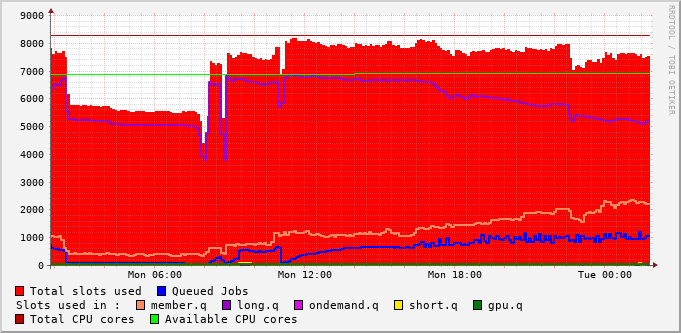 9000
8000
7000
6000
5000
4000
3000
2000
1000
0
Mon 06:00 Mon 12:00 Mon 18:00 Tue 00:00
RRDTOOL / TOBI OETIKER
Total slots used Queued Jobs
Slots used in : member.q long.q ondemand.q short.q gpu.q
Total CPU cores Available CPU cores